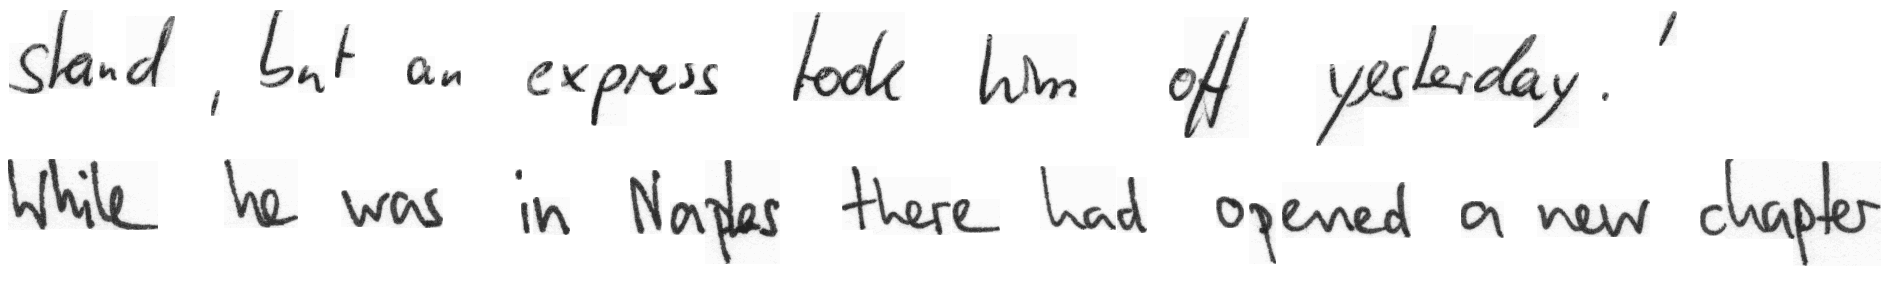 stand , but an express took him off yesterday . '
While he was in Naples there had opened a new chapter